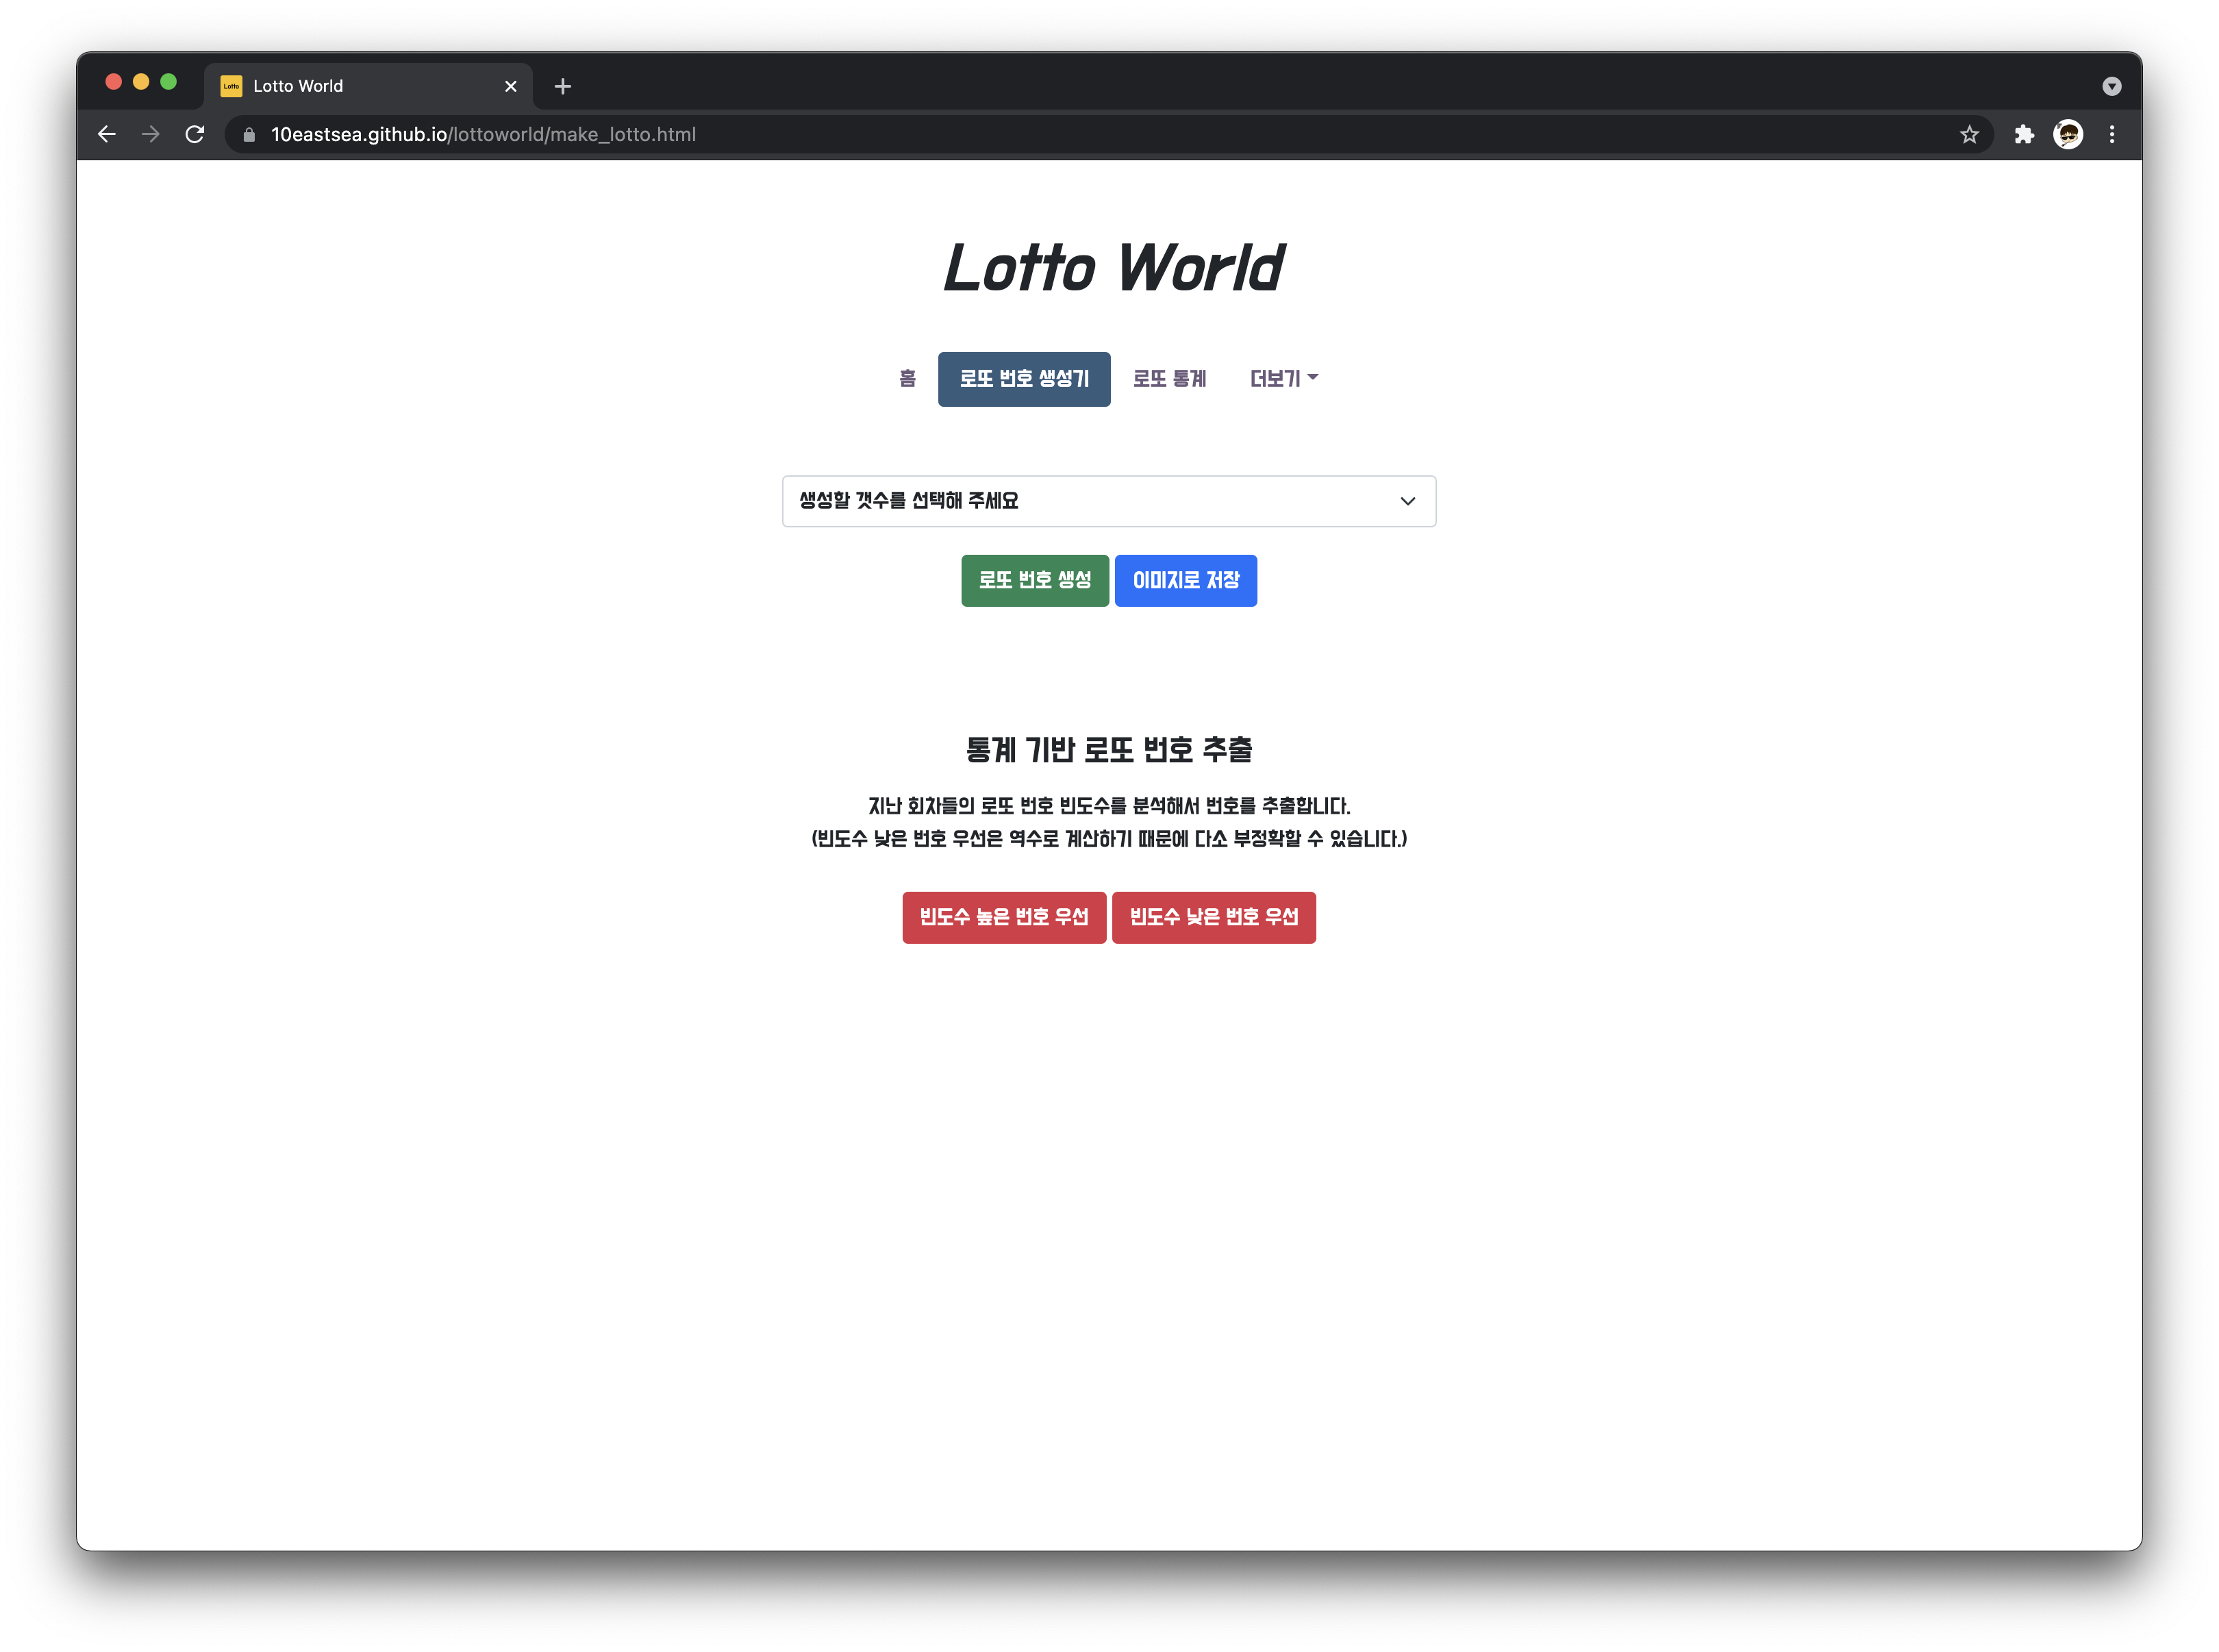 Lotto
Lotto World
10eastsea.github.io/lottoworld/make_lotto.html
Lotto World
홈 로또 번호 생성기 로또 통계 더보기
생성할 갯수를 선택해 주세요
로또 번호 생성 이미지로 저장
통계 기반 로또 번호 추출
지난 회차들의 로또 번호 빈도수를 분석해서 번호를 추출합니다.
(빈도수 낮은 번호 우선은 역수로 계산하기 때문에 다소 부정확할 수 있습니다.)
빈도수 높은 번호 우선 빈도수 낮은 번호 우선